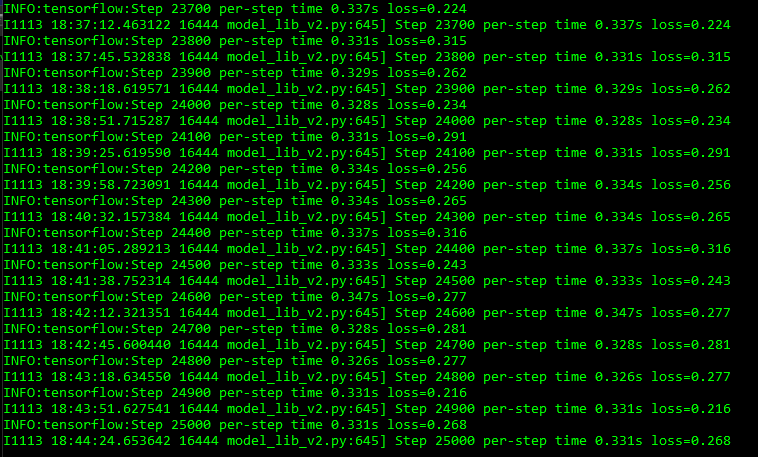 INFO:tensorflow:Step 23700 per-step time 0.337s loss=0.224
I1113 18:37:12.463122 16444 model_lib_v2.py:645] Step 23700 per-step time 0.337s loss=0.224
INFO:tensorflow:Step 23800 per-step time 0.331s loss=0.315
I1113 18:37:45.532838 16444 model_lib_v2.py:645] Step 23800 per-step time 0.331s loss=0.315
INFO:tensorflow:Step 23900 per-step time 0.329s loss=0.262
I1113 18:38:18.619571 16444 model_lib_v2.py:645] Step 23900 per-step time 0.329s loss=0.262
INFO:tensorflow:Step 24000 per-step time 0.328s loss=0.234
I1113 18:38:51.715287 16444 model_lib_v2.py:645] Step 24000 per-step time 0.328s loss=0.234
INFO:tensorflow:Step 24100 per-step time 0.331s loss=0.291
I1113 18:39:25.619590 16444 model_lib_v2.py:645] Step 24100 per-step time 0.331s loss=0.291
INFO:tensorflow:Step 24200 per-step time 0.334s loss=0.256
I1113 18:39:58.723091 16444 model_lib_v2.py:645] Step 24200 per-step time 0.334s loss=0.256
INFO:tensorflow:Step 24300 per-step time 0.334s loss=0.265
I1113 18:40:32.157384 16444 model_lib_v2.py:645] Step 24300 per-step time 0.334s loss=0.265
INFO:tensorflow:Step 24400 per-step time 0.337s loss=0.316
I1113 18:41:05.289213 16444 model_lib_v2.py:645] Step 24400 per-step time 0.337s loss=0.316
INFO:tensorflow:Step 24500 per-step time 0.333s loss=0.243
I1113 18:41:38.752314 16444 model_lib_v2.py:645] Step 24500 per-step time 0.333s loss=0.243
INFO:tensorflow:Step 24600 per-step time 0.347s loss=0.277
I1113 18:42:12.321351 16444 model_lib_v2.py:645] Step 24600 per-step time 0.347s loss=0.277
INFO:tensorflow:Step 24700 per-step time 0.328s loss=0.281
I1113 18:42:45.600440 16444 model_lib_v2.py:645] Step 24700 per-step time 0.328s loss=0.281
INFO:tensorflow:Step 24800 per-step time 0.326s loss=0.277
I1113 18:43:18.634550 16444 model_lib_v2.py:645] Step 24800 per-step time 0.326s loss=0.277
INFO:tensorflow:Step 24900 per-step time 0.331s loss=0.216
I1113 18:43:51.627541 16444 model_lib_v2.py:645] Step 24900 per-step time 0.331s loss=0.216
INFO:tensorflow:Step 25000 per-step time 0.331s loss=0.268
I1113 18:44:24.653642 16444 model_lib_v2.py:645] Step 25000 per-step time 0.331s loss=0.268